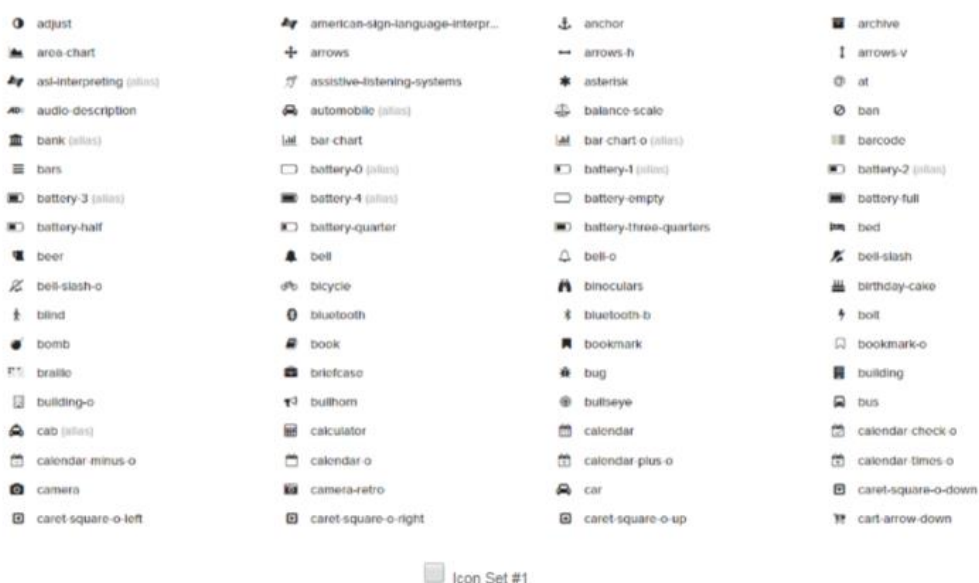 adjust american-sign-language-interpr... anchor archive
area-chart arrows arrows-h arrows-v
asl-interpreting (alias) assistive-listening-systems asterisk at
audio-description automobile (alias) balance-scale ban
bank (alias) bar-chart bar-chart-o (alias) barcode
bars battery-0 (alias) battery-1 (alias) battery-2 (alias)
battery-3 (alias) battery-4 (alias) battery-empty battery-full
battery-half battery-quarter battery-three-quarters bed
beer bell bell-o bell-slash
bell-slash-o bicycle binoculars birthday-cake
blind bluetooth bluetooth-b bolt
bomb book bookmark bookmark-o
braille briefcase bug building
building-o bullhorn bullseye bus
cab (alias) calculator calendar calendar-check-o
calendar-minus-o calendar-o calendar-plus-o calendar-times-o
camera camera-retro car caret-square-o-down
caret-square-o-left caret-square-o-right caret-square-o-up cart-arrow-down
Icon Set #1